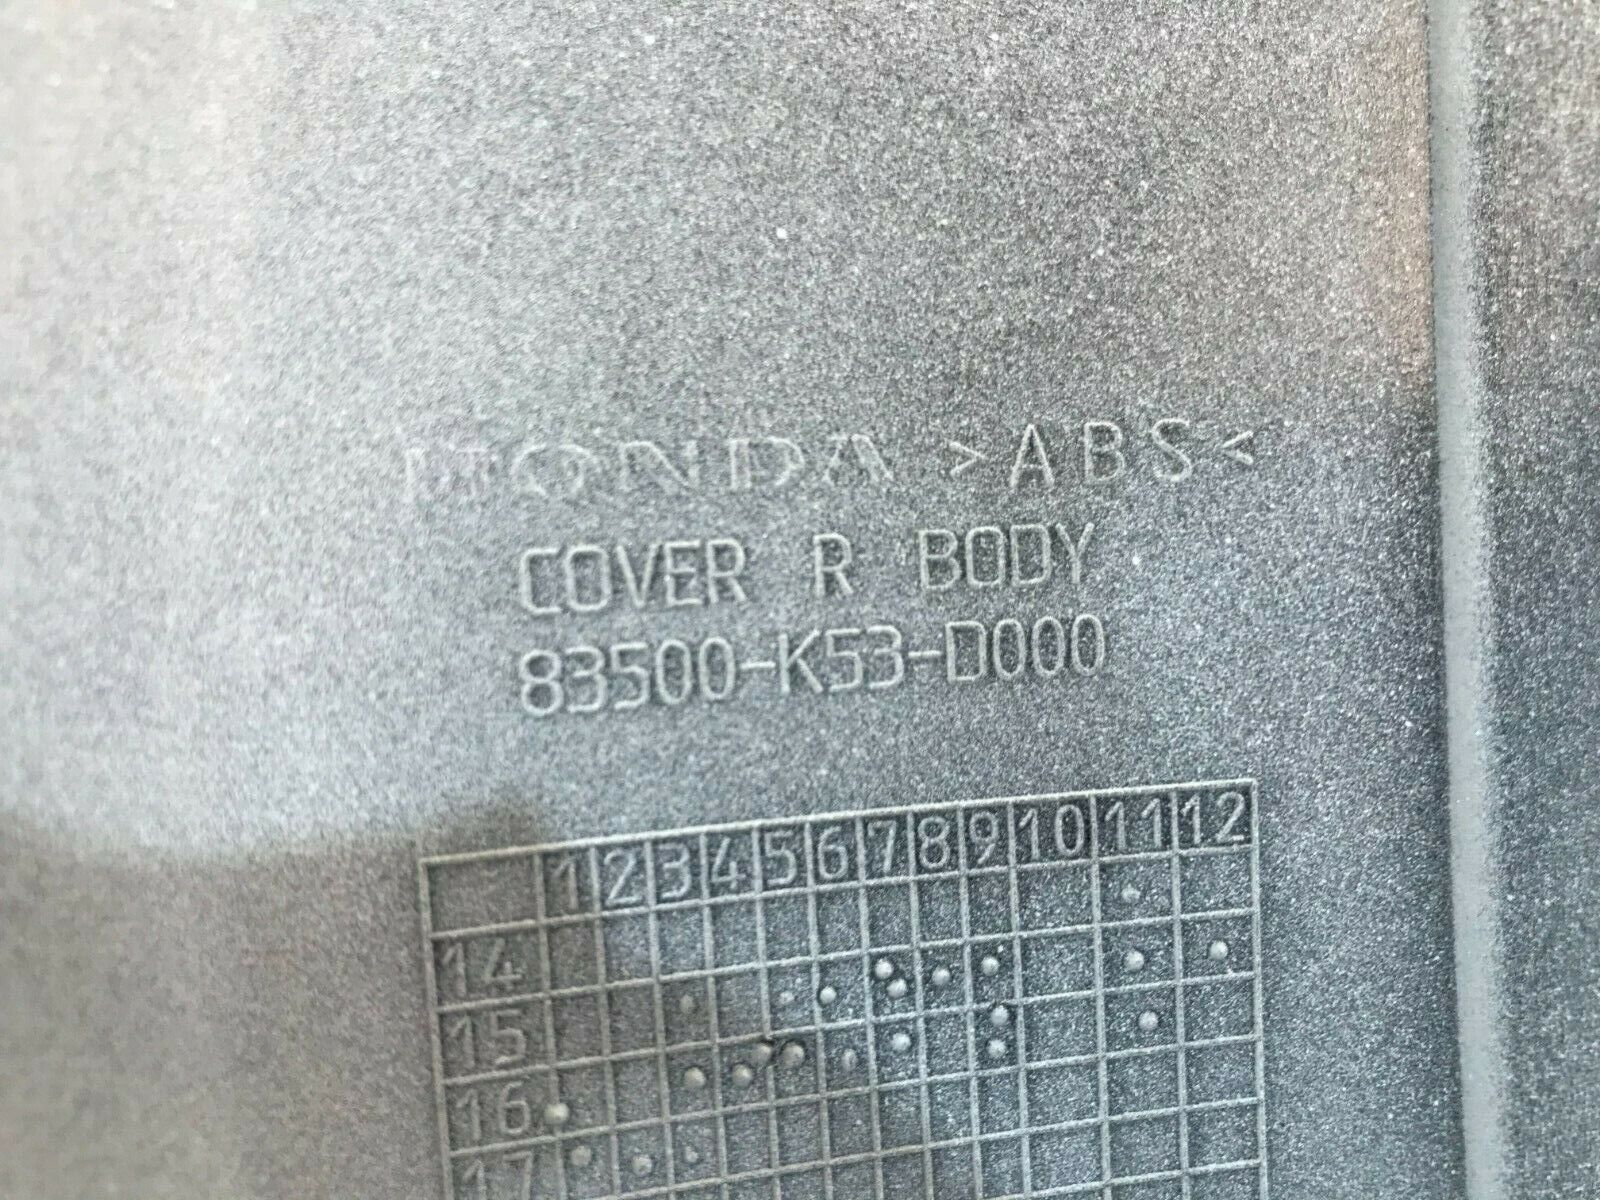 HONDA >ABS<
COVER R BODY
83500-K53-D000
1 2 3 4 5 6 7 8 9 10 11 12
14
15
16
17